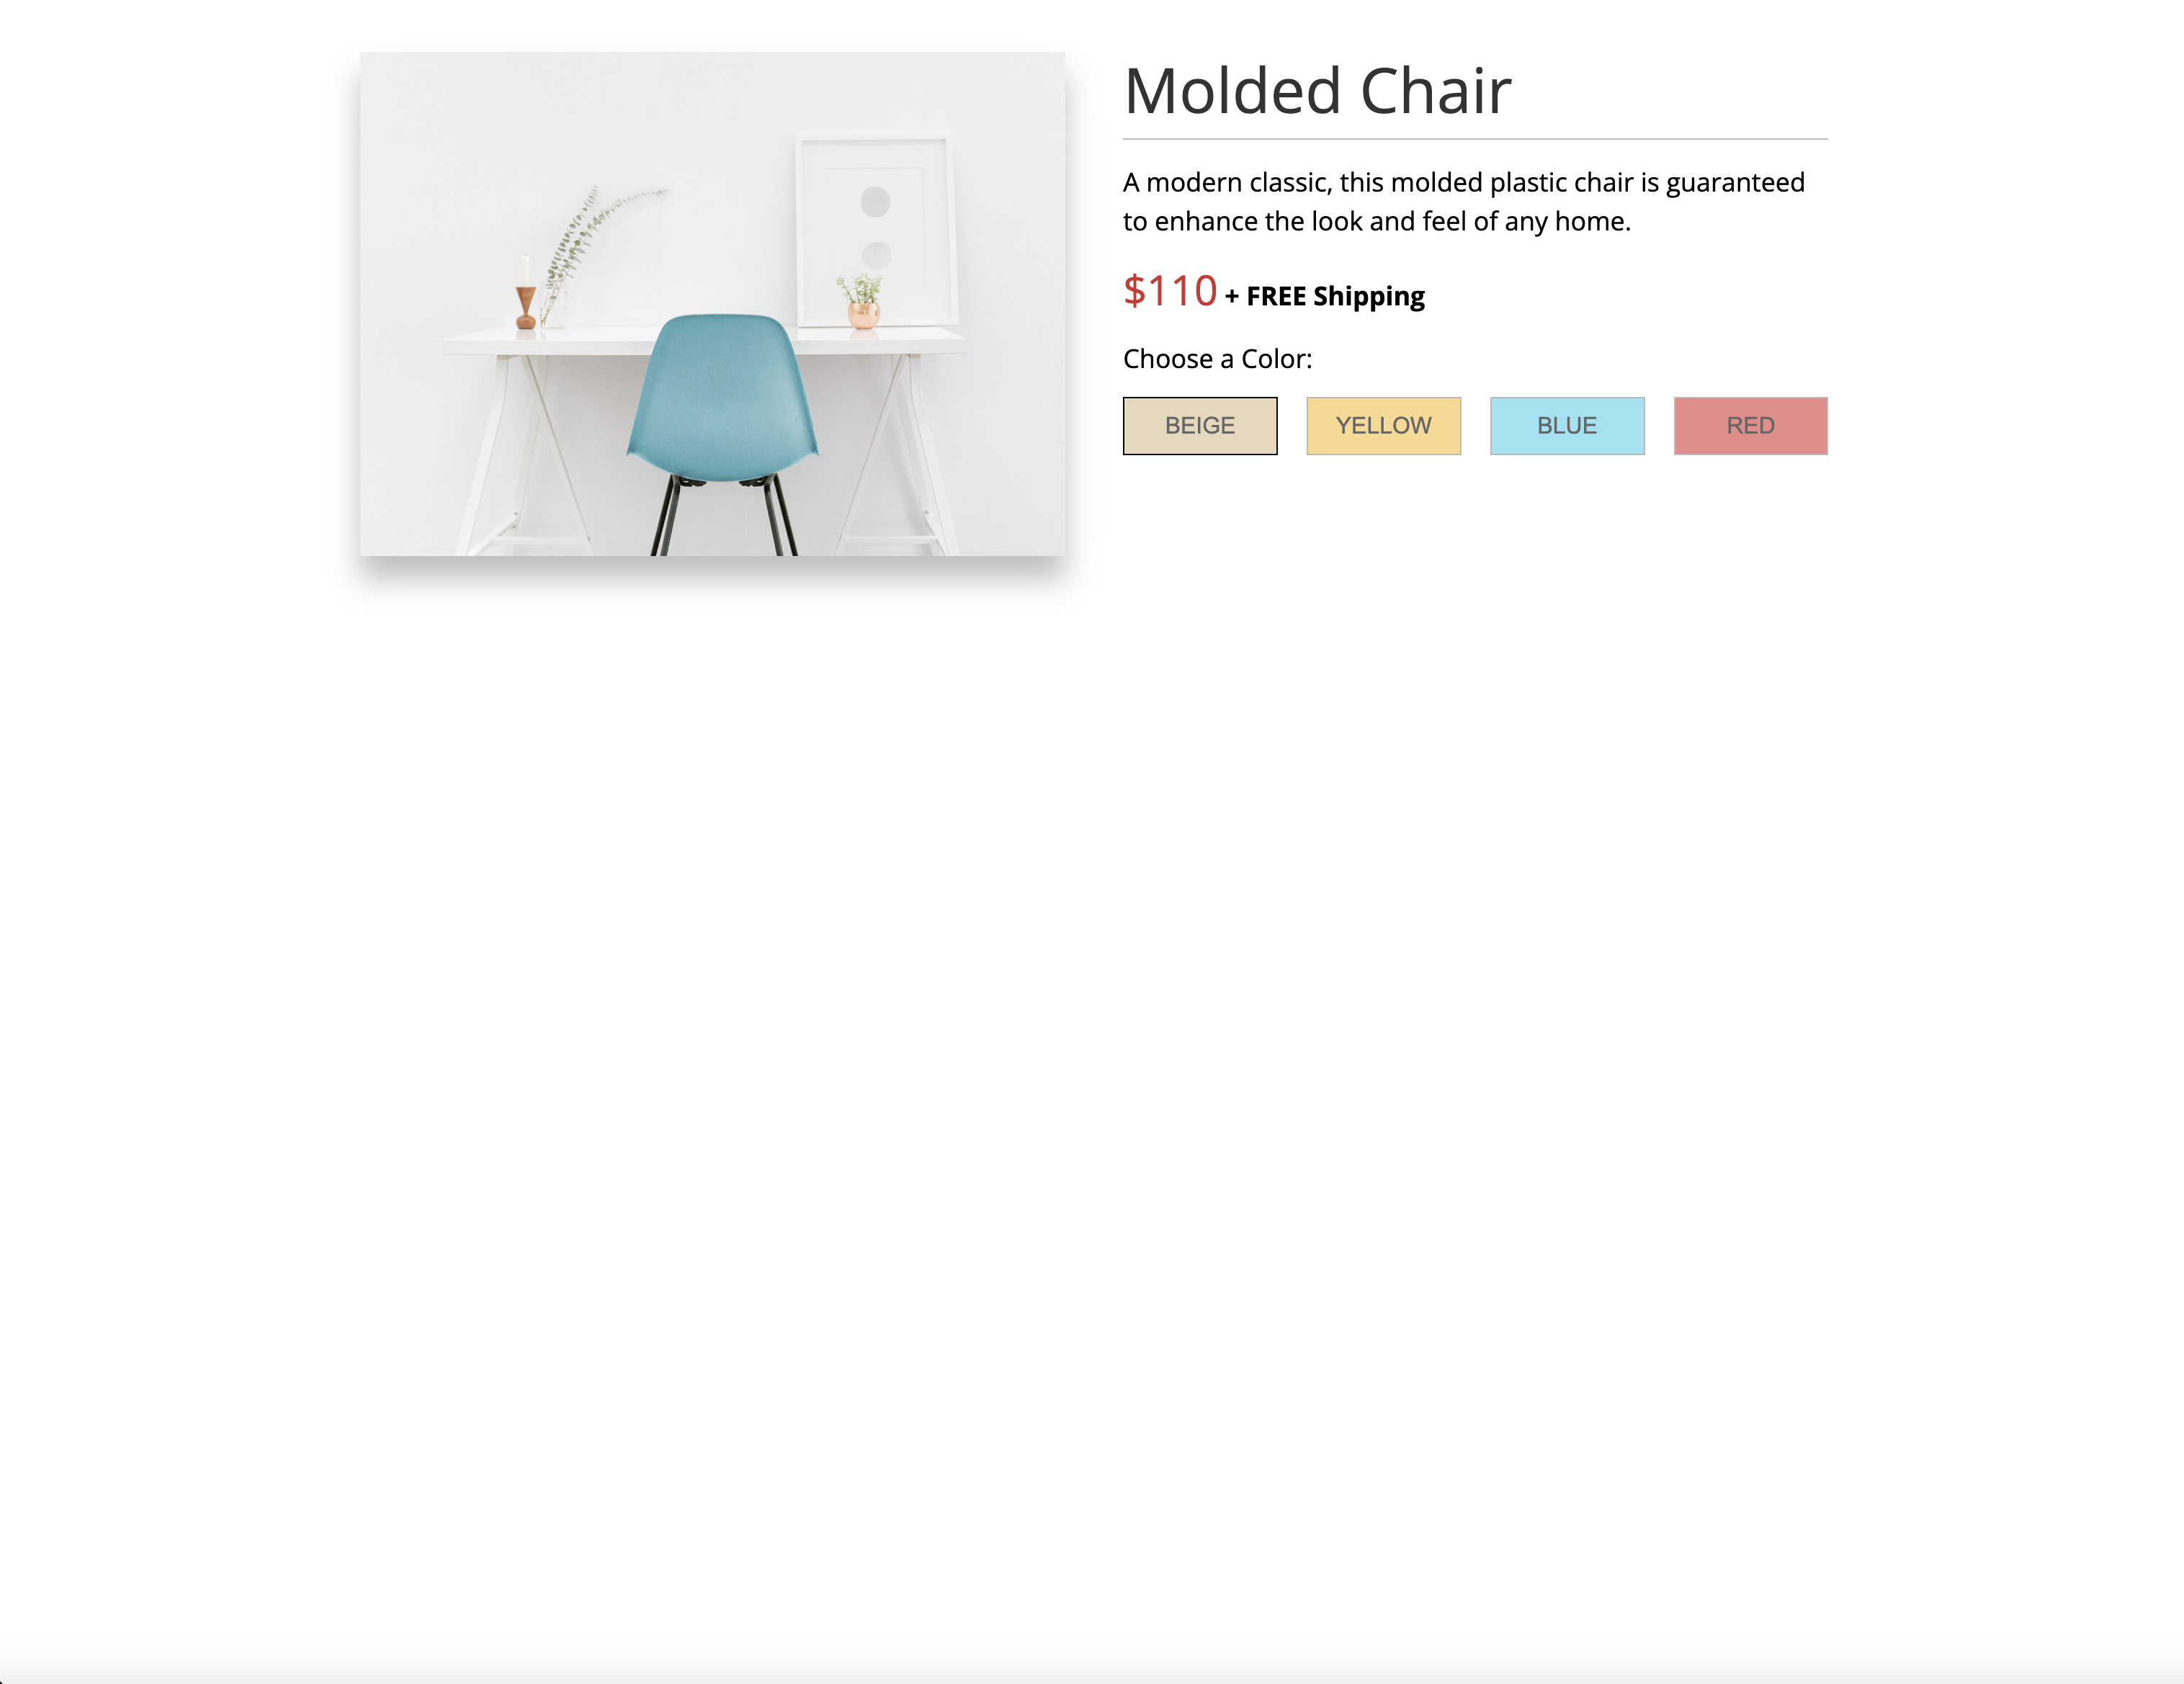 Molded Chair
A modern classic, this molded plastic chair is guaranteed
to enhance the look and feel of any home.
$110 + FREE Shipping
Choose a Color:
BEIGE YELLOW BLUE RED